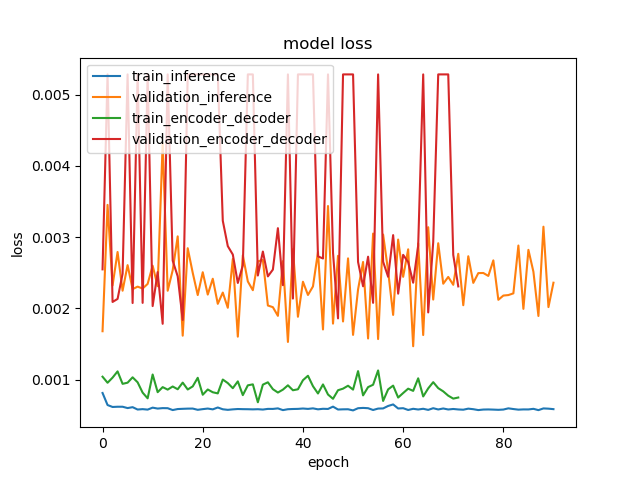 model loss
train_inference
validation_inference
train_encoder_decoder
validation_encoder_decoder
0.005
0.004
0.003
0.002
0.001
loss
0 20 40 60 80
epoch